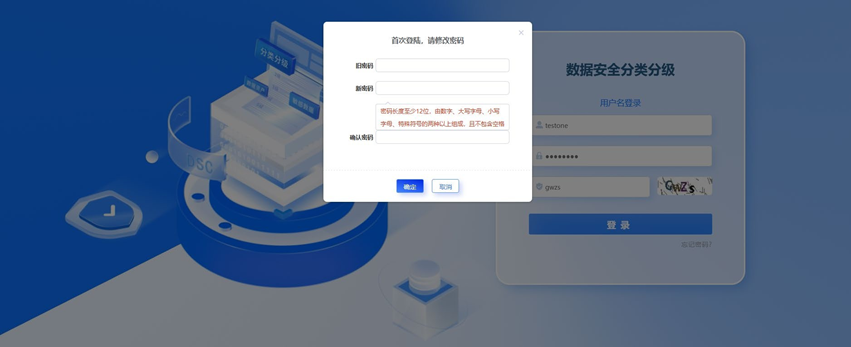 首次登陆，请修改密码
旧密码
新密码
密码长度至少12位，由数字、大写字母、小写
字母、特殊符号的两种以上组成，且不包含空格
确认密码
确定
取消
数据安全分类分级
用户名登录
testone
gwzs
GWZS
登 录
忘记密码?
分类分级
DSC